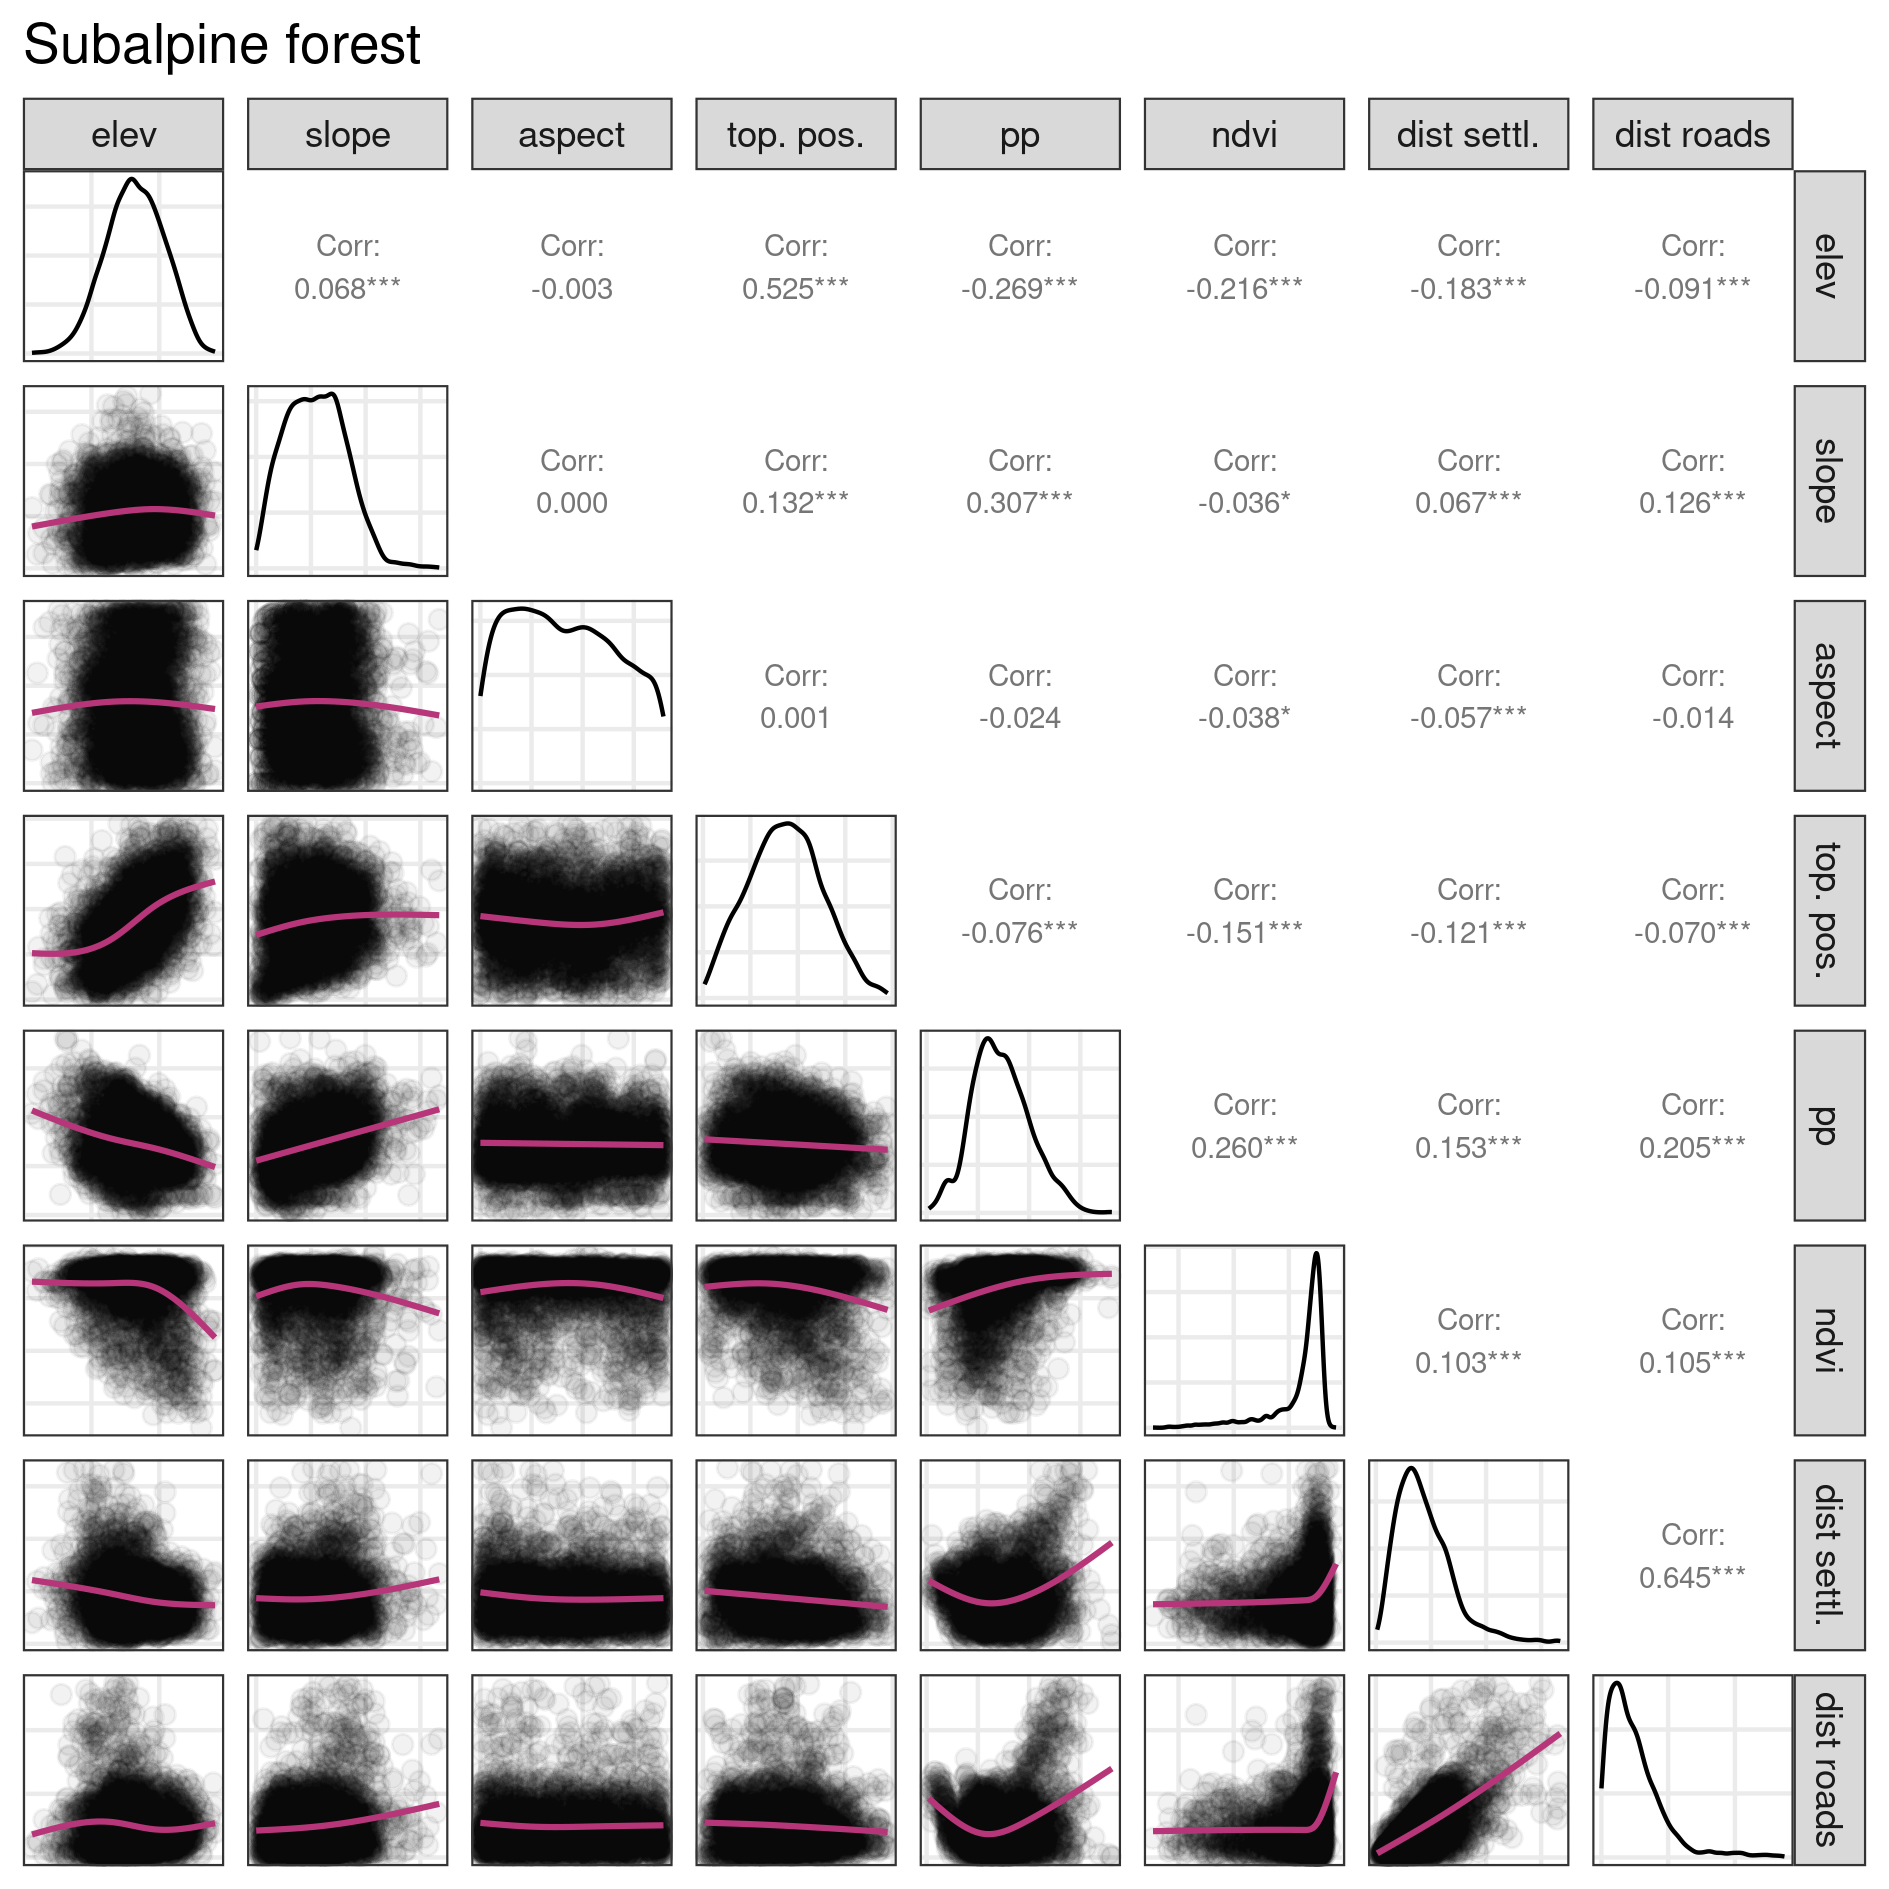 Subalpine forest
elev
slope
aspect
top. pos.
pp
ndvi
dist settl.
dist roads
Corr:
0.068***
Corr:
-0.003
Corr:
0.525***
Corr:
-0.269***
Corr:
-0.216***
Corr:
-0.183***
Corr:
-0.091***
elev
Corr:
0.000
Corr:
0.132***
Corr:
0.307***
Corr:
-0.036*
Corr:
0.067***
Corr:
0.126***
slope
Corr:
0.001
Corr:
-0.024
Corr:
-0.038*
Corr:
-0.057***
Corr:
-0.014
aspect
Corr:
-0.076***
Corr:
-0.151***
Corr:
-0.121***
Corr:
-0.070***
top. pos.
Corr:
0.260***
Corr:
0.153***
Corr:
0.205***
pp
Corr:
0.103***
Corr:
0.105***
ndvi
Corr:
0.645***
dist settl.
dist roads